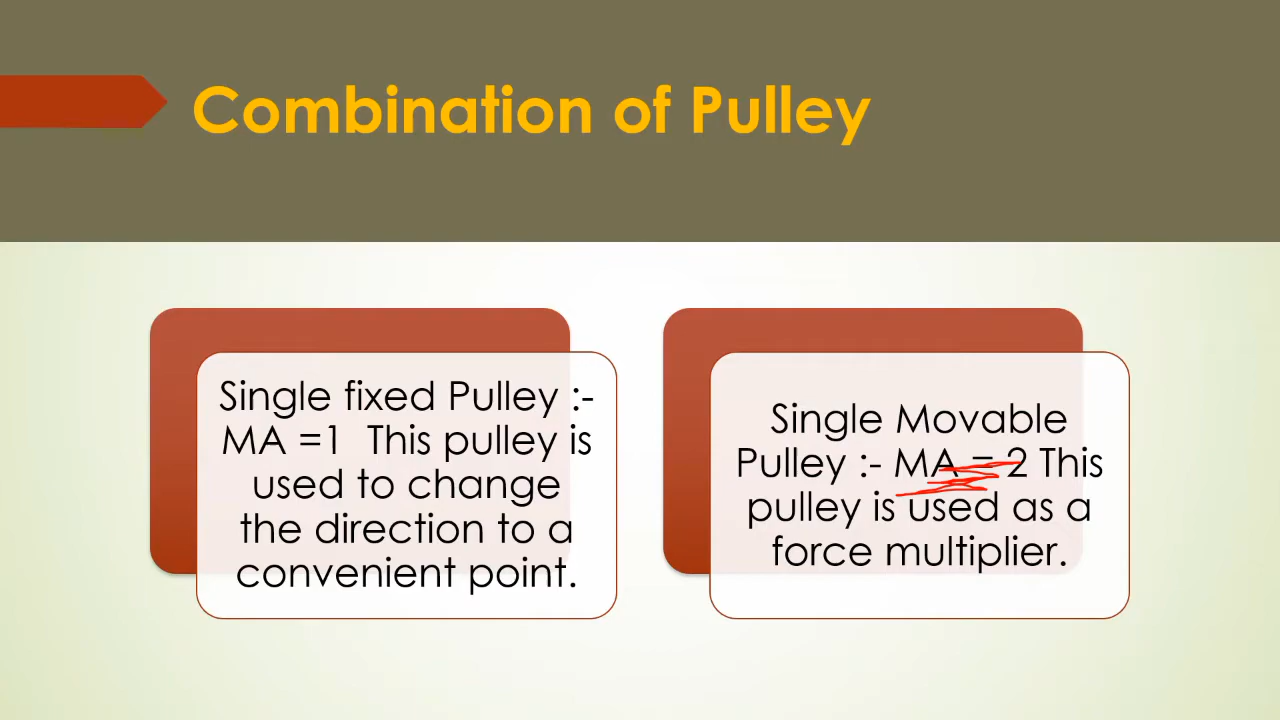 Combination of Pulley
Single fixed Pulley :-
MA =1 This pulley is
used to change
the direction to a
convenient point.
Single Movable
Pulley :- MA = 2 This
pulley is used as a
force multiplier.